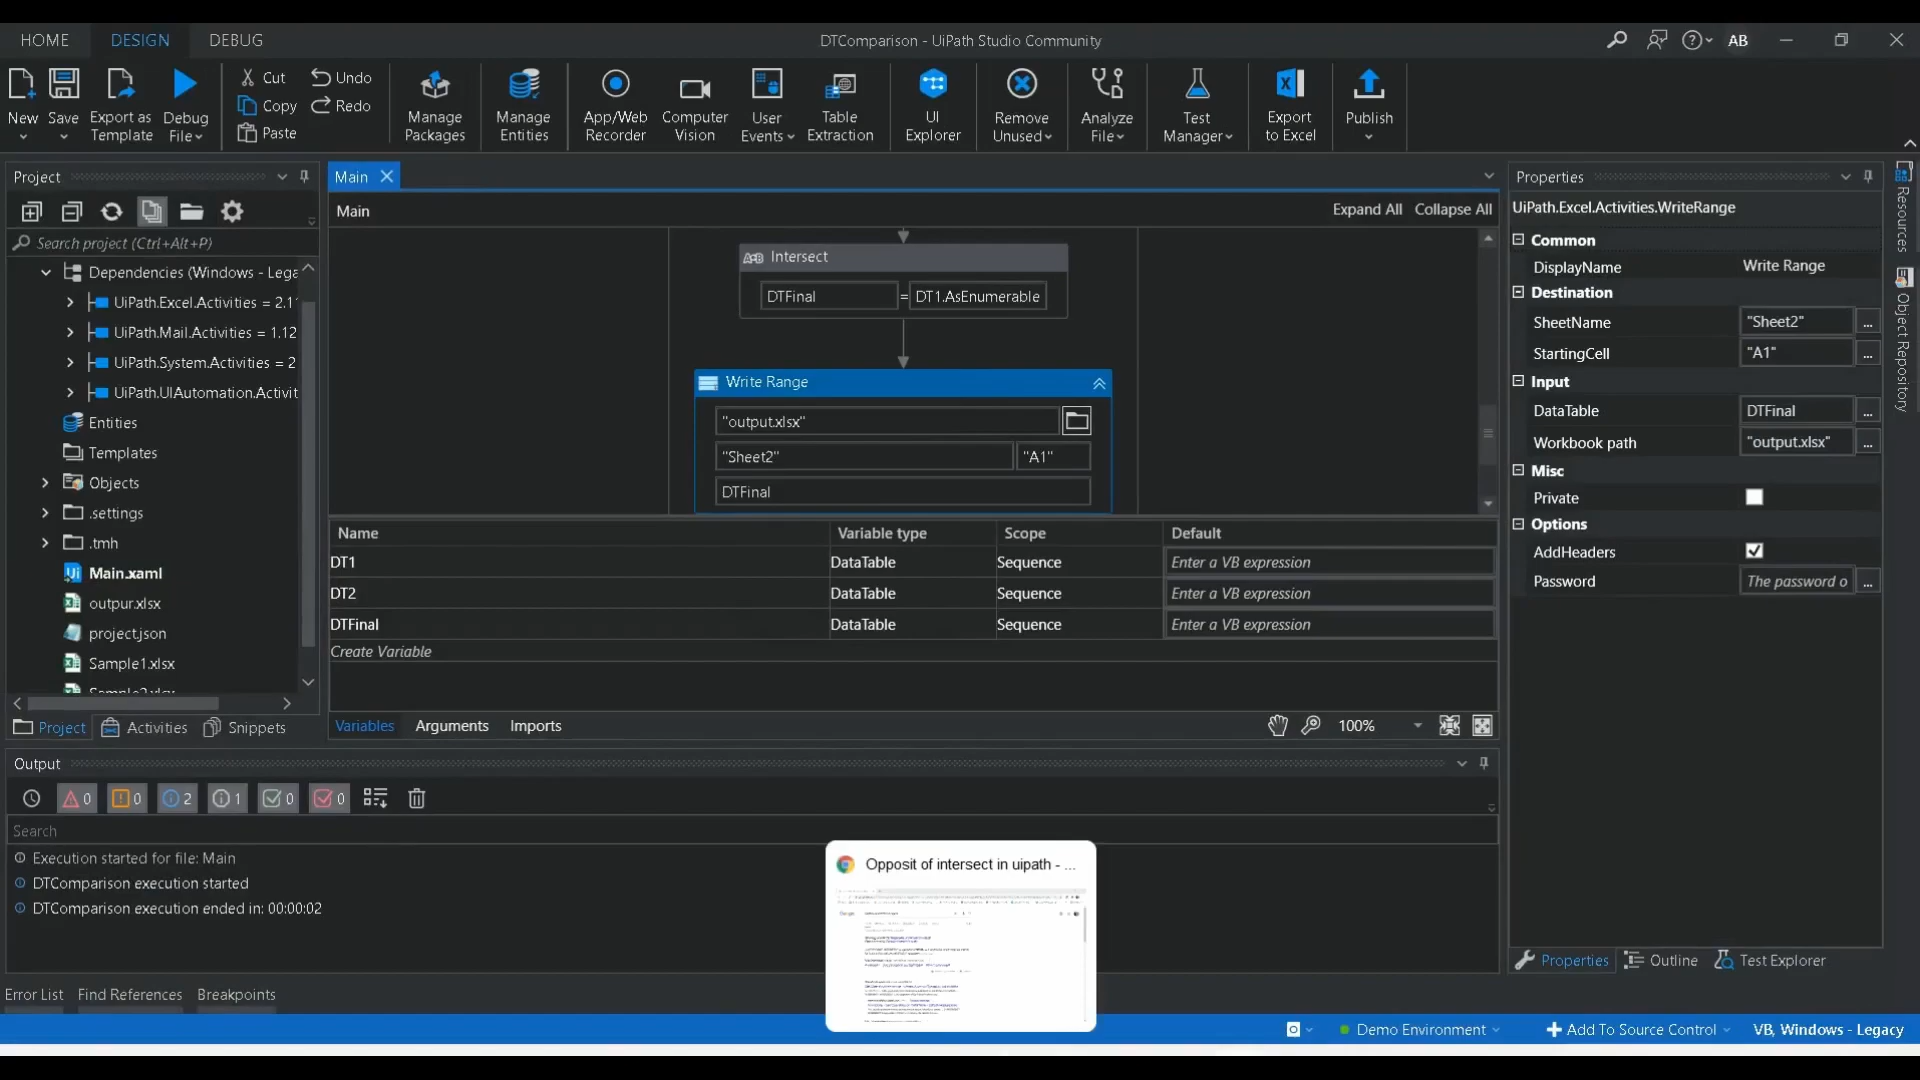 HOME DESIGN DEBUG
DTComparison - UiPath Studio Community
AB
New
Save
Export as Template
Debug File
Cut
Copy
Paste
Undo
Redo
Manage Packages
Manage Entities
App/Web Recorder
Computer Vision
User Events
Table Extraction
UI Explorer
Remove Unused
Analyze File
Test Manager
Export to Excel
Publish
Project
Search project (Ctrl+Alt+P)
Dependencies (Windows - Lega
UiPath.Excel.Activities = 2.1
UiPath.Mail.Activities = 1.12
UiPath.System.Activities = 2
UiPath.UIAutomation.Activit
Entities
Templates
Objects
.settings
.tmh
Main.xaml
outpur.xlsx
project.json
Sample1.xlsx
Project Activities Snippets
Main
Main
Expand All Collapse All
Intersect
DTFinal = DT1.AsEnumerable
Write Range
"output.xlsx"
"Sheet2" "A1"
DTFinal
Name Variable type Scope Default
DT1 DataTable Sequence Enter a VB expression
DT2 DataTable Sequence Enter a VB expression
DTFinal DataTable Sequence Enter a VB expression
Create Variable
Variables Arguments Imports
100%
Properties
UiPath.Excel.Activities.WriteRange
Common
DisplayName Write Range
Destination
SheetName "Sheet2" ...
StartingCell "A1" ...
Input
DataTable DTFinal ...
Workbook path "output.xlsx" ...
Misc
Private
Options
AddHeaders
Password The password o ...
Properties Outline Test Explorer
Resources
Object Repository
Output
0 0 2 1 0 0
Search
Execution started for file: Main
DTComparison execution started
DTComparison execution ended in: 00:00:02
Opposit of intersect in uipath - ...
Error List Find References Breakpoints
Demo Environment
Add To Source Control
VB, Windows - Legacy